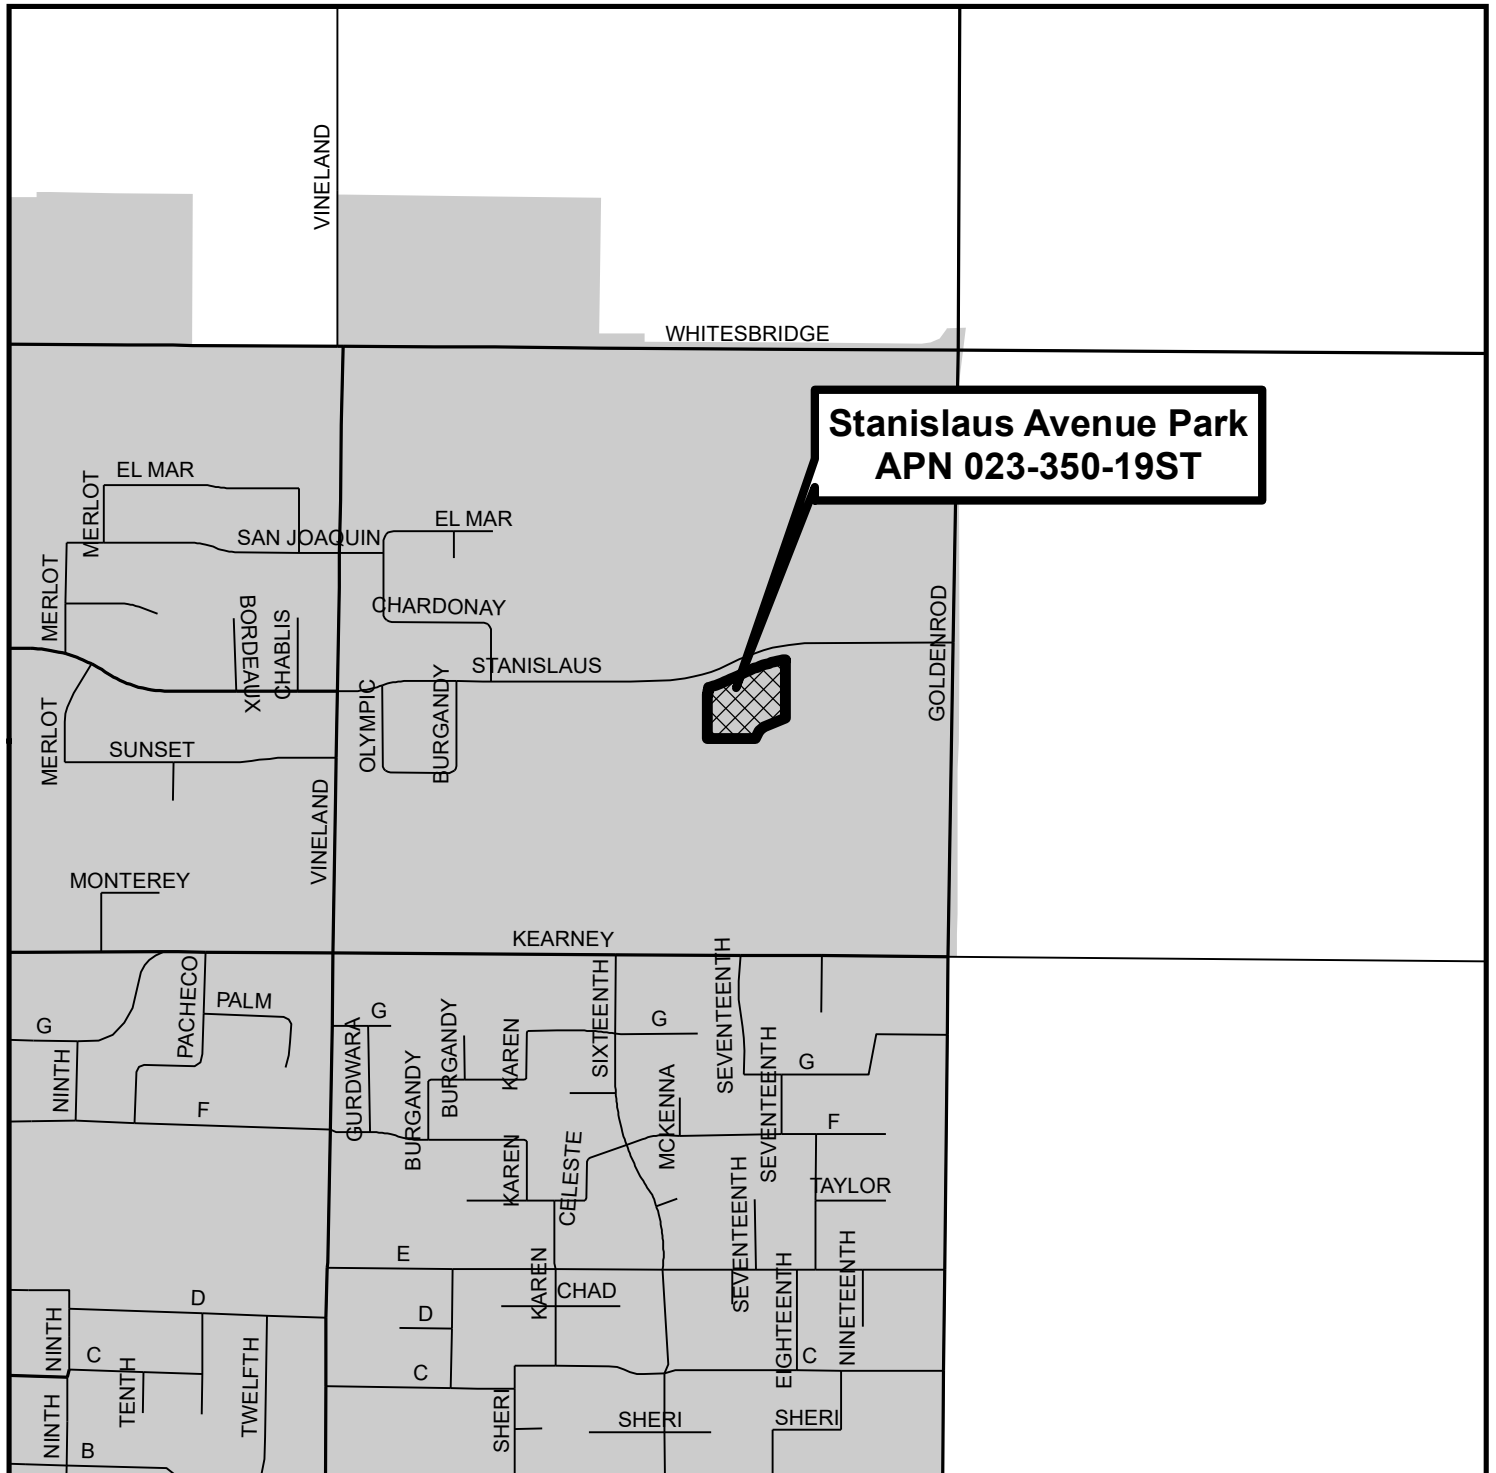 VINELAND
WHITESBRIDGE
Stanislaus Avenue Park
APN 023-350-19ST
EL MAR
MERLOT
SAN JOAQUIN
EL MAR
MERLOT
BORDEAUX
CHABLIS
CHARDONAY
GOLDENROD
STANISLAUS
OLYMPIC
BURGANDY
MERLOT
SUNSET
VINELAND
MONTEREY
KEARNEY
PACHECO
PALM
G
G
GURDWARA
BURGANDY
BURGANDY
KAREN
SIXTEENTH
G
SEVENTEENTH
G
NINTH
F
MCKENNA
SEVENTEENTH
F
KAREN
CELESTE
SEVENTEENTH
TAYLOR
E
KAREN
CHAD
SEVENTEENTH
EIGHTEENTH
NINETEENTH
D
D
NINTH
C
TENTH
TWELFTH
C
C
NINTH
B
SHERI
SHERI
SHERI